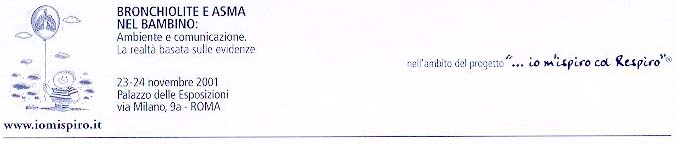 BRONCHIOLITE E ASMA
NEL BAMBINO:
Ambiente e comunicazione.
La realtà basata sulle evidenze
nell'ambito del progetto "... io m'ispiro col Respiro"®
23-24 novembre 2001
Palazzo delle Esposizioni
via Milano, 9a - ROMA
www.iomispiro.it